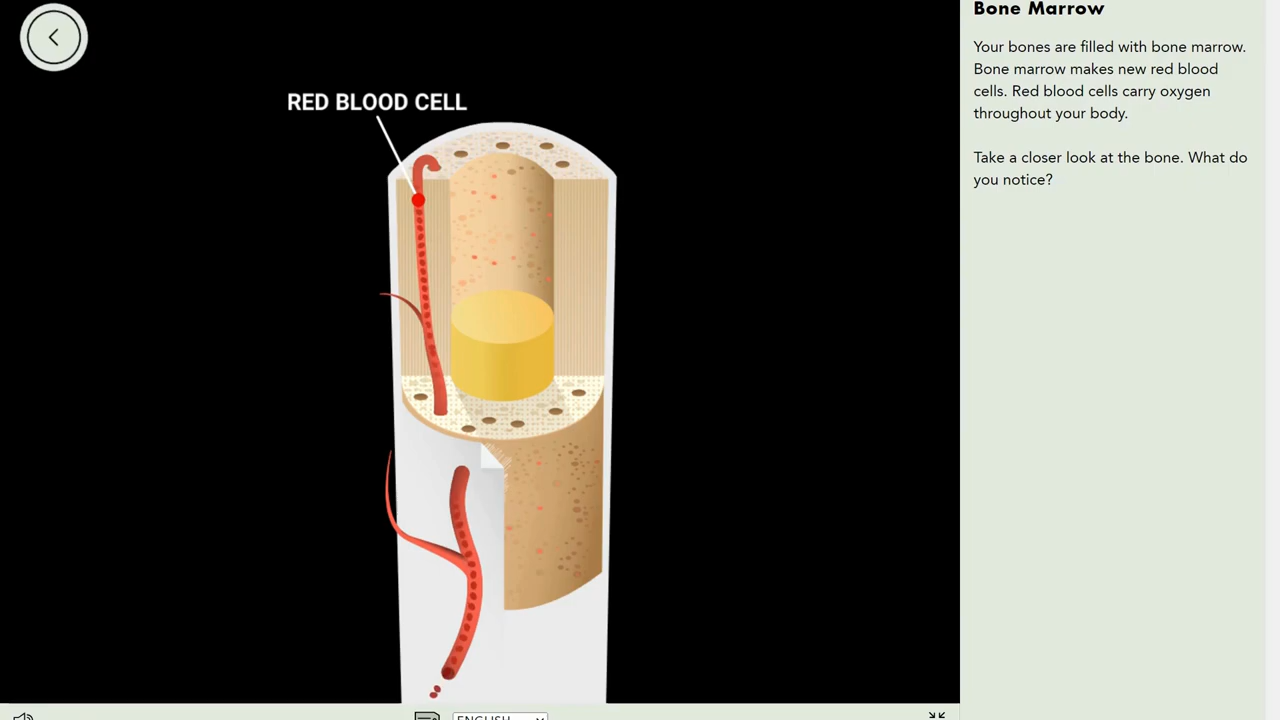 Bone Marrow
Your bones are filled with bone marrow.
Bone marrow makes new red blood
cells. Red blood cells carry oxygen
throughout your body.
Take a closer look at the bone. What do
you notice?
RED BLOOD CELL
ENGLISH